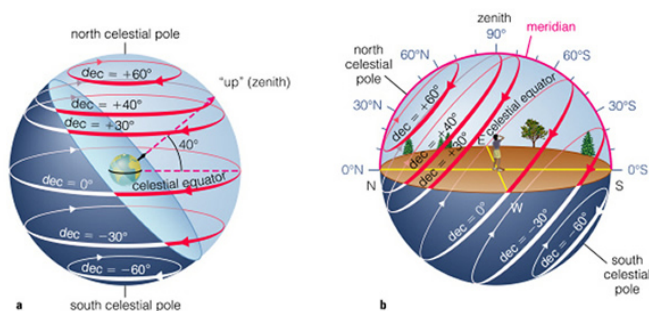 north celestial pole
dec = +60°
dec = +40°
dec = +30°
"up" (zenith)
40°
celestial equator
dec = 0°
dec = −30°
dec = −60°
a
south celestial pole
zenith
90°
meridian
north
celestial
pole
60°N
60°S
30°N
30°S
0°N
0°S
N
S
E
W
dec = +60°
dec = +40°
dec = +30°
celestial equator
dec = 0°
dec = −30°
dec = −60°
south
celestial
pole
b